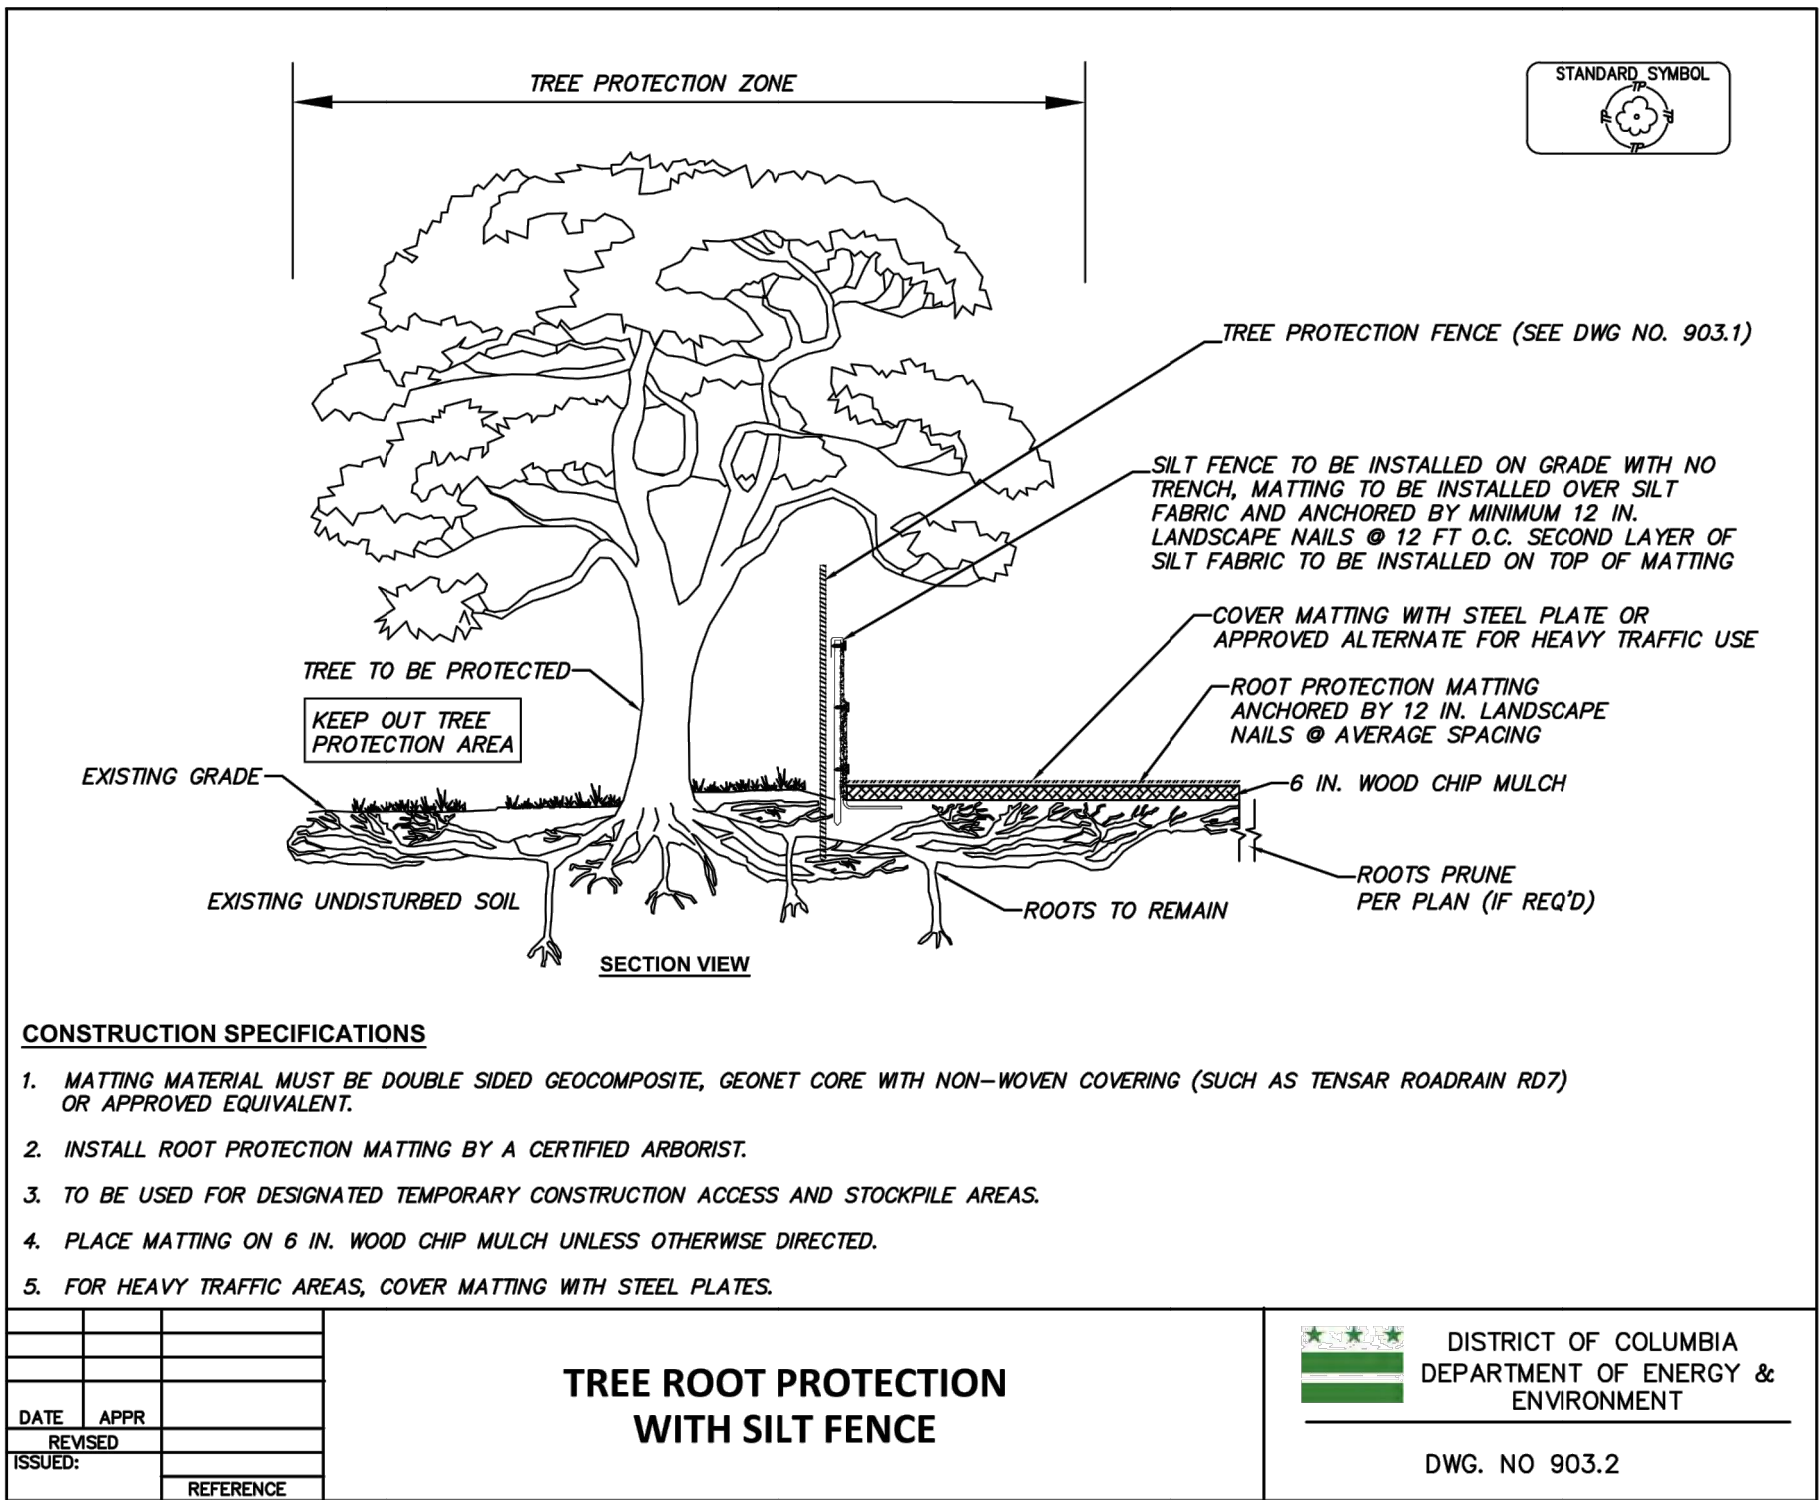 TREE PROTECTION ZONE
STANDARD SYMBOL
TP
TP
TP
TP
TREE PROTECTION FENCE (SEE DWG NO. 903.1)
SILT FENCE TO BE INSTALLED ON GRADE WITH NO
TRENCH, MATTING TO BE INSTALLED OVER SILT
FABRIC AND ANCHORED BY MINIMUM 12 IN.
LANDSCAPE NAILS @ 12 FT O.C. SECOND LAYER OF
SILT FABRIC TO BE INSTALLED ON TOP OF MATTING
COVER MATTING WITH STEEL PLATE OR
APPROVED ALTERNATE FOR HEAVY TRAFFIC USE
TREE TO BE PROTECTED
ROOT PROTECTION MATTING
ANCHORED BY 12 IN. LANDSCAPE
NAILS @ AVERAGE SPACING
KEEP OUT TREE
PROTECTION AREA
EXISTING GRADE
6 IN. WOOD CHIP MULCH
ROOTS PRUNE
PER PLAN (IF REQ'D)
EXISTING UNDISTURBED SOIL
ROOTS TO REMAIN
SECTION VIEW
CONSTRUCTION SPECIFICATIONS
1. MATTING MATERIAL MUST BE DOUBLE SIDED GEOCOMPOSITE, GEONET CORE WITH NON-WOVEN COVERING (SUCH AS TENSAR ROADRAIN RD7)
OR APPROVED EQUIVALENT.
2. INSTALL ROOT PROTECTION MATTING BY A CERTIFIED ARBORIST.
3. TO BE USED FOR DESIGNATED TEMPORARY CONSTRUCTION ACCESS AND STOCKPILE AREAS.
4. PLACE MATTING ON 6 IN. WOOD CHIP MULCH UNLESS OTHERWISE DIRECTED.
5. FOR HEAVY TRAFFIC AREAS, COVER MATTING WITH STEEL PLATES.
DATE APPR
REVISED
ISSUED:
REFERENCE
TREE ROOT PROTECTION
WITH SILT FENCE
DISTRICT OF COLUMBIA
DEPARTMENT OF ENERGY &
ENVIRONMENT
DWG. NO 903.2